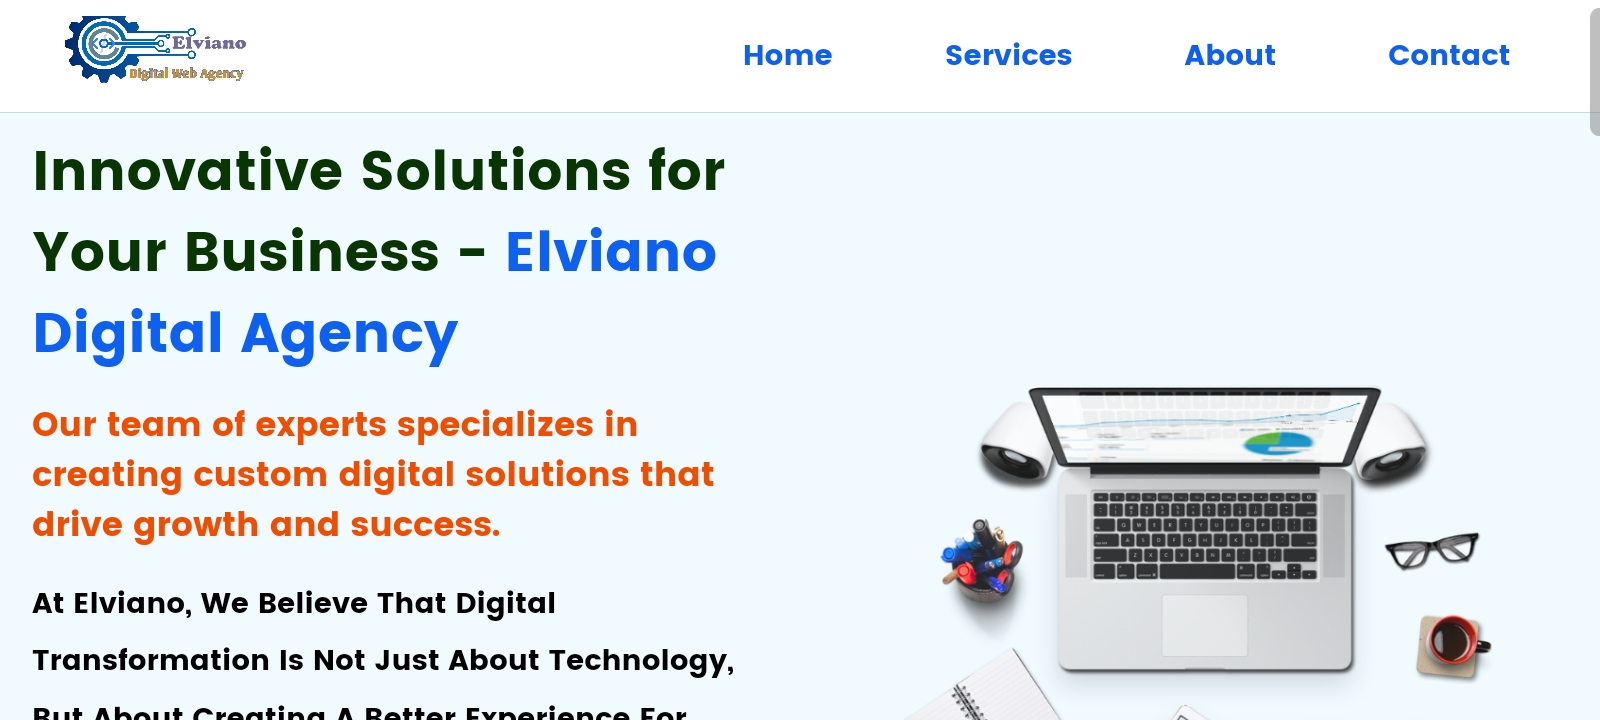 Elviano
Digital Web Agency
Home Services About Contact
Innovative Solutions for
Your Business - Elviano
Digital Agency
Our team of experts specializes in
creating custom digital solutions that
drive growth and success.
At Elviano, We Believe That Digital
Transformation Is Not Just About Technology,
But About Creating A Better Experience For